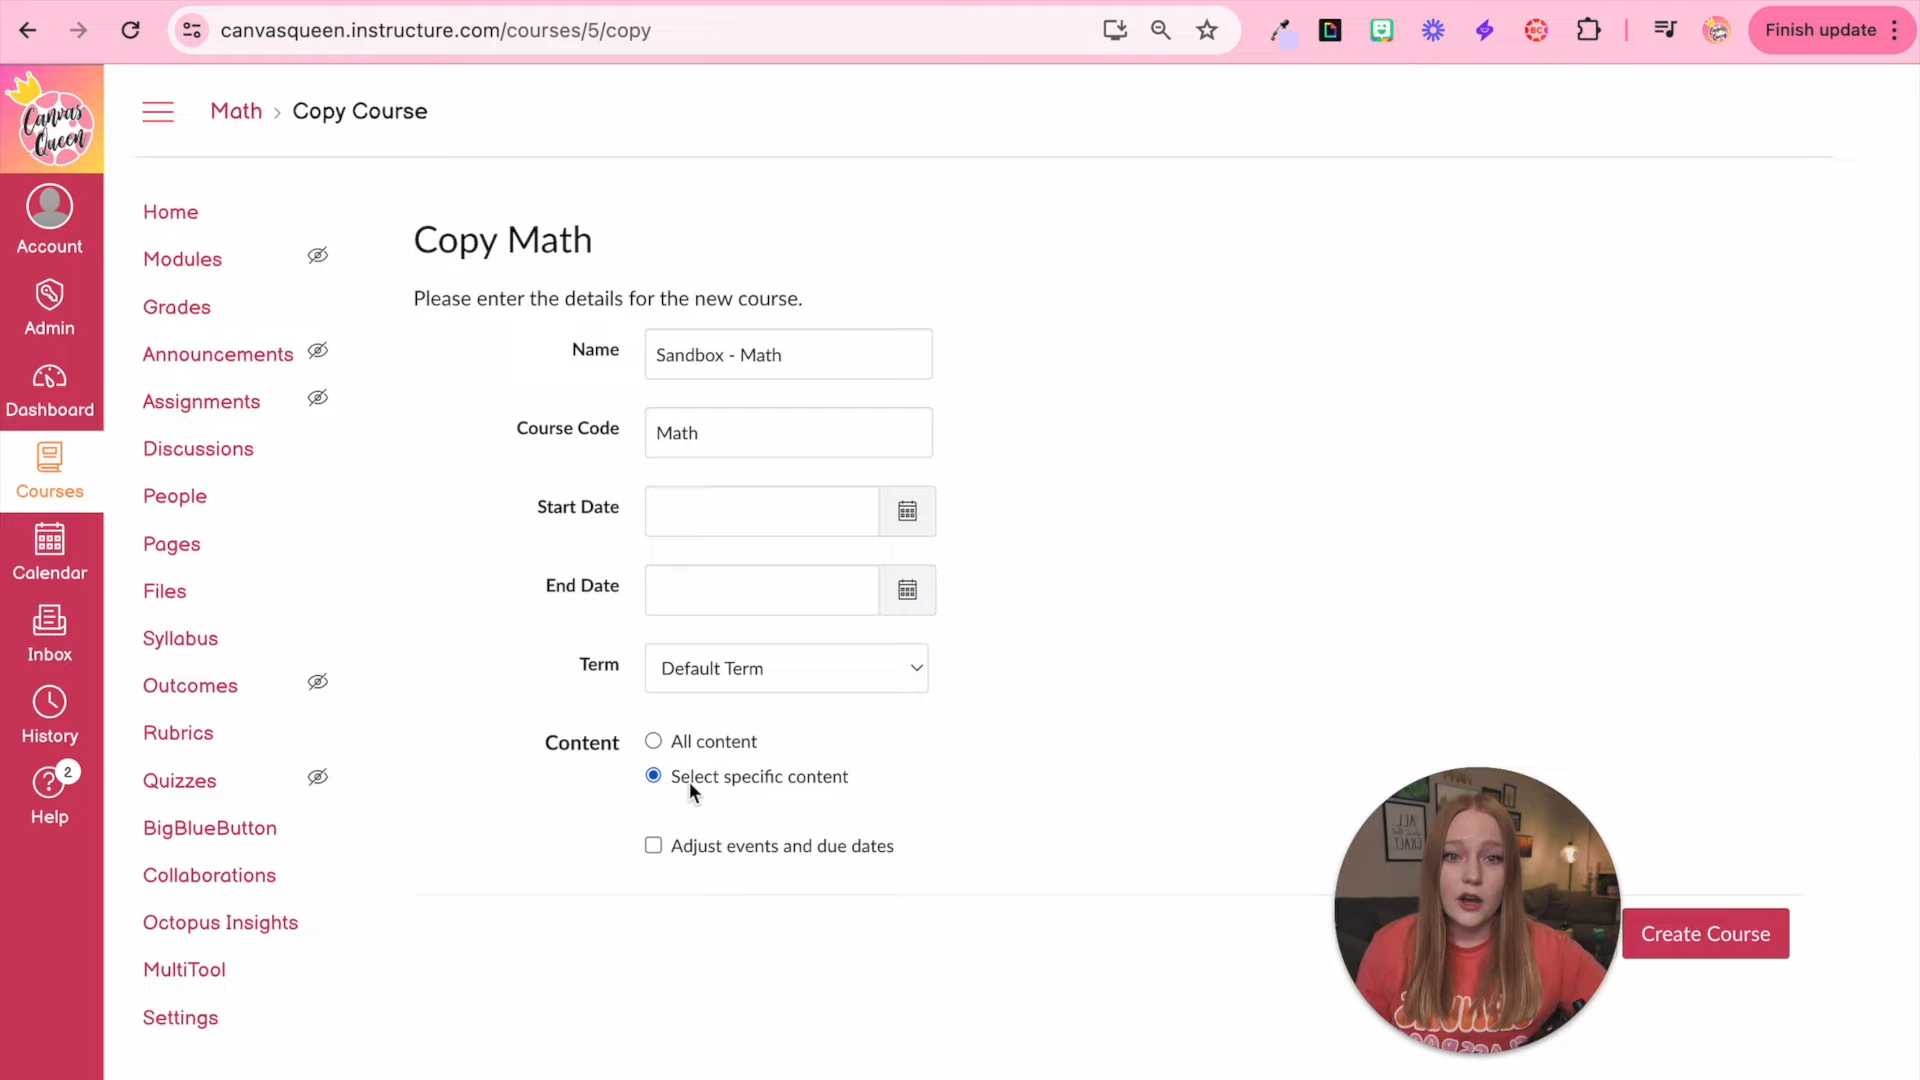 canvasqueen.instructure.com/courses/5/copy
Finish update
Canvas
Queen
Math > Copy Course
Account
Admin
Dashboard
Courses
Calendar
Inbox
History
2
Help
Home
Modules
Grades
Announcements
Assignments
Discussions
People
Pages
Files
Syllabus
Outcomes
Rubrics
Quizzes
BigBlueButton
Collaborations
Octopus Insights
MultiTool
Settings
Copy Math
Please enter the details for the new course.
Name
Sandbox - Math
Course Code
Math
Start Date
End Date
Term
Default Term
Content
All content
Select specific content
Adjust events and due dates
Create Course